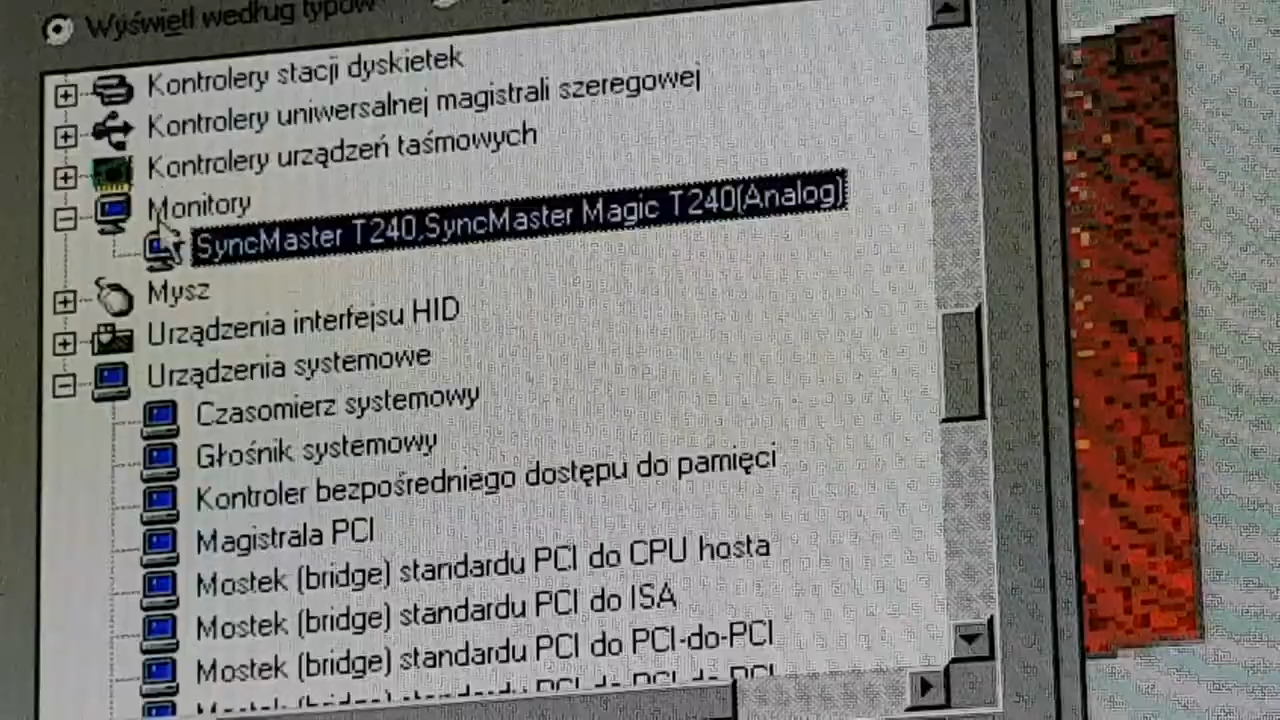 Wyświetl według typów
Kontrolery stacji dyskietek
Kontrolery uniwersalnej magistrali szeregowej
Kontrolery urządzeń taśmowych
Monitory
SyncMaster T240,SyncMaster Magic T240(Analog)
Mysz
Urządzenia interfejsu HID
Urządzenia systemowe
Czasomierz systemowy
Głośnik systemowy
Kontroler bezpośredniego dostępu do pamięci
Magistrala PCI
Mostek (bridge) standardu PCI do CPU hosta
Mostek (bridge) standardu PCI do ISA
Mostek (bridge) standardu PCI do PCI-do-PCI